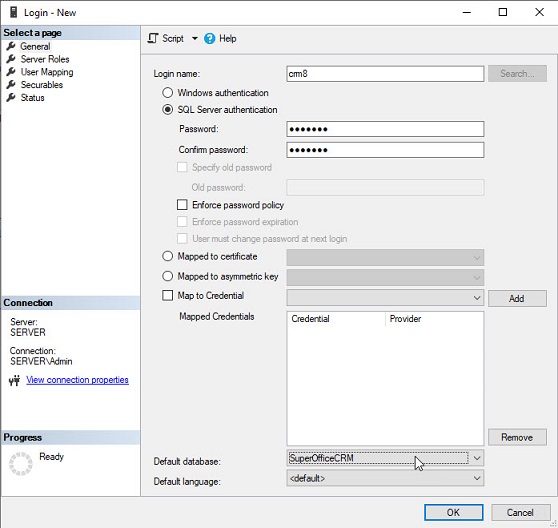 Login - New
Select a page
General
Server Roles
User Mapping
Securables
Status
Script
Help
Login name:
crm8
Search...
Windows authentication
SQL Server authentication
Password:
●●●●●●●
Confirm password:
●●●●●●●
Specify old password
Old password:
Enforce password policy
Enforce password expiration
User must change password at next login
Mapped to certificate
Mapped to asymmetric key
Map to Credential
Add
Mapped Credentials
Credential
Provider
Remove
Default database:
SuperOfficeCRM
Default language:
<default>
Connection
Server:
SERVER
Connection:
SERVER\Admin
View connection properties
Progress
Ready
OK
Cancel